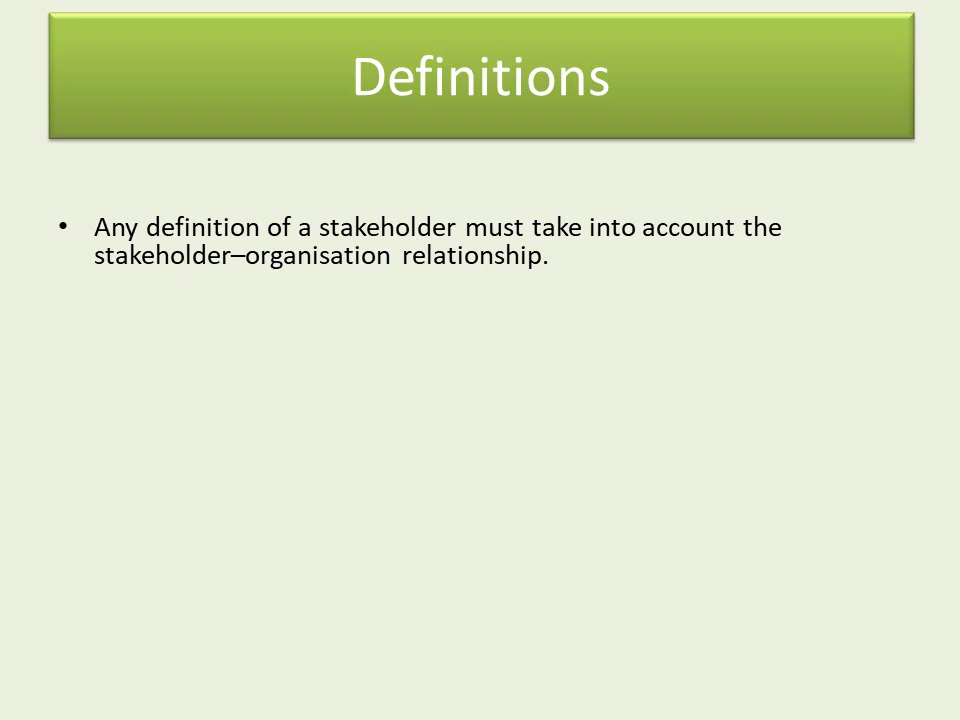 Definitions
• Any definition of a stakeholder must take into account the
stakeholder–organisation relationship.